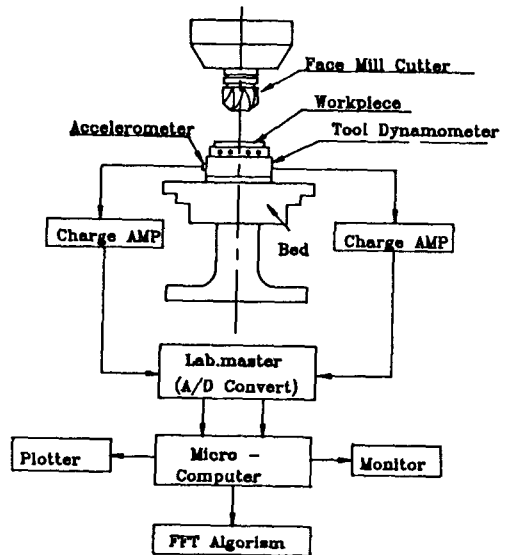 Face Mill Cutter
Workpiece
Accelerometer
Tool Dynamometer
Charge AMP
Bed
Charge AMP
Lab.master
(A/D Convert)
Plotter
Micro -
Computer
Monitor
FFT Algorism